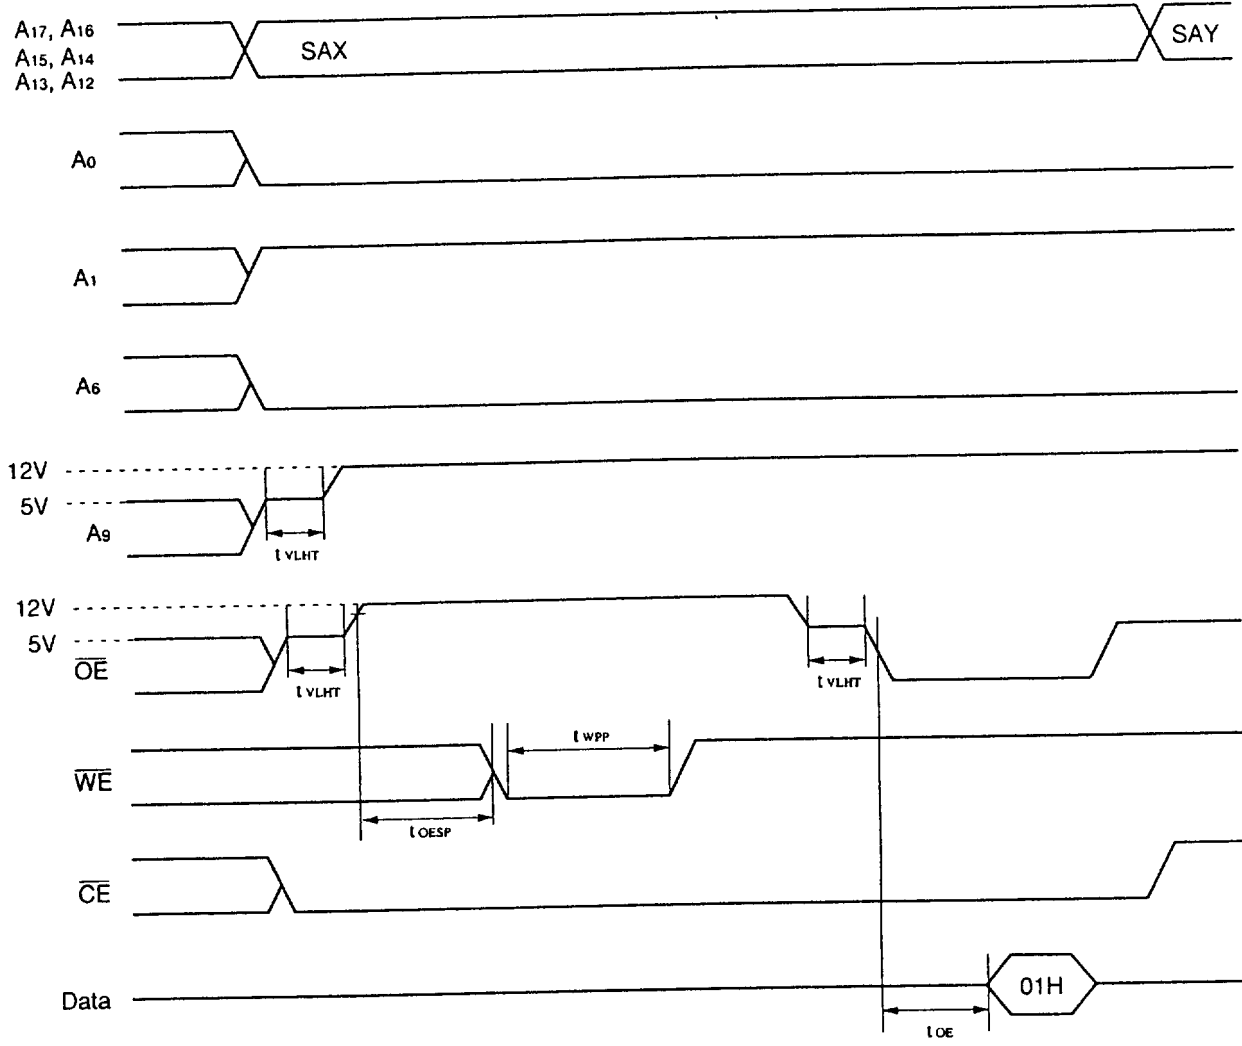 A17, A16
A15, A14
A13, A12
SAX
SAY
A0
A1
A6
12V
5V
A9
t VLHT
12V
5V
OE
t VLHT
t VLHT
WE
t WPP
t OESP
CE
Data
01H
t OE